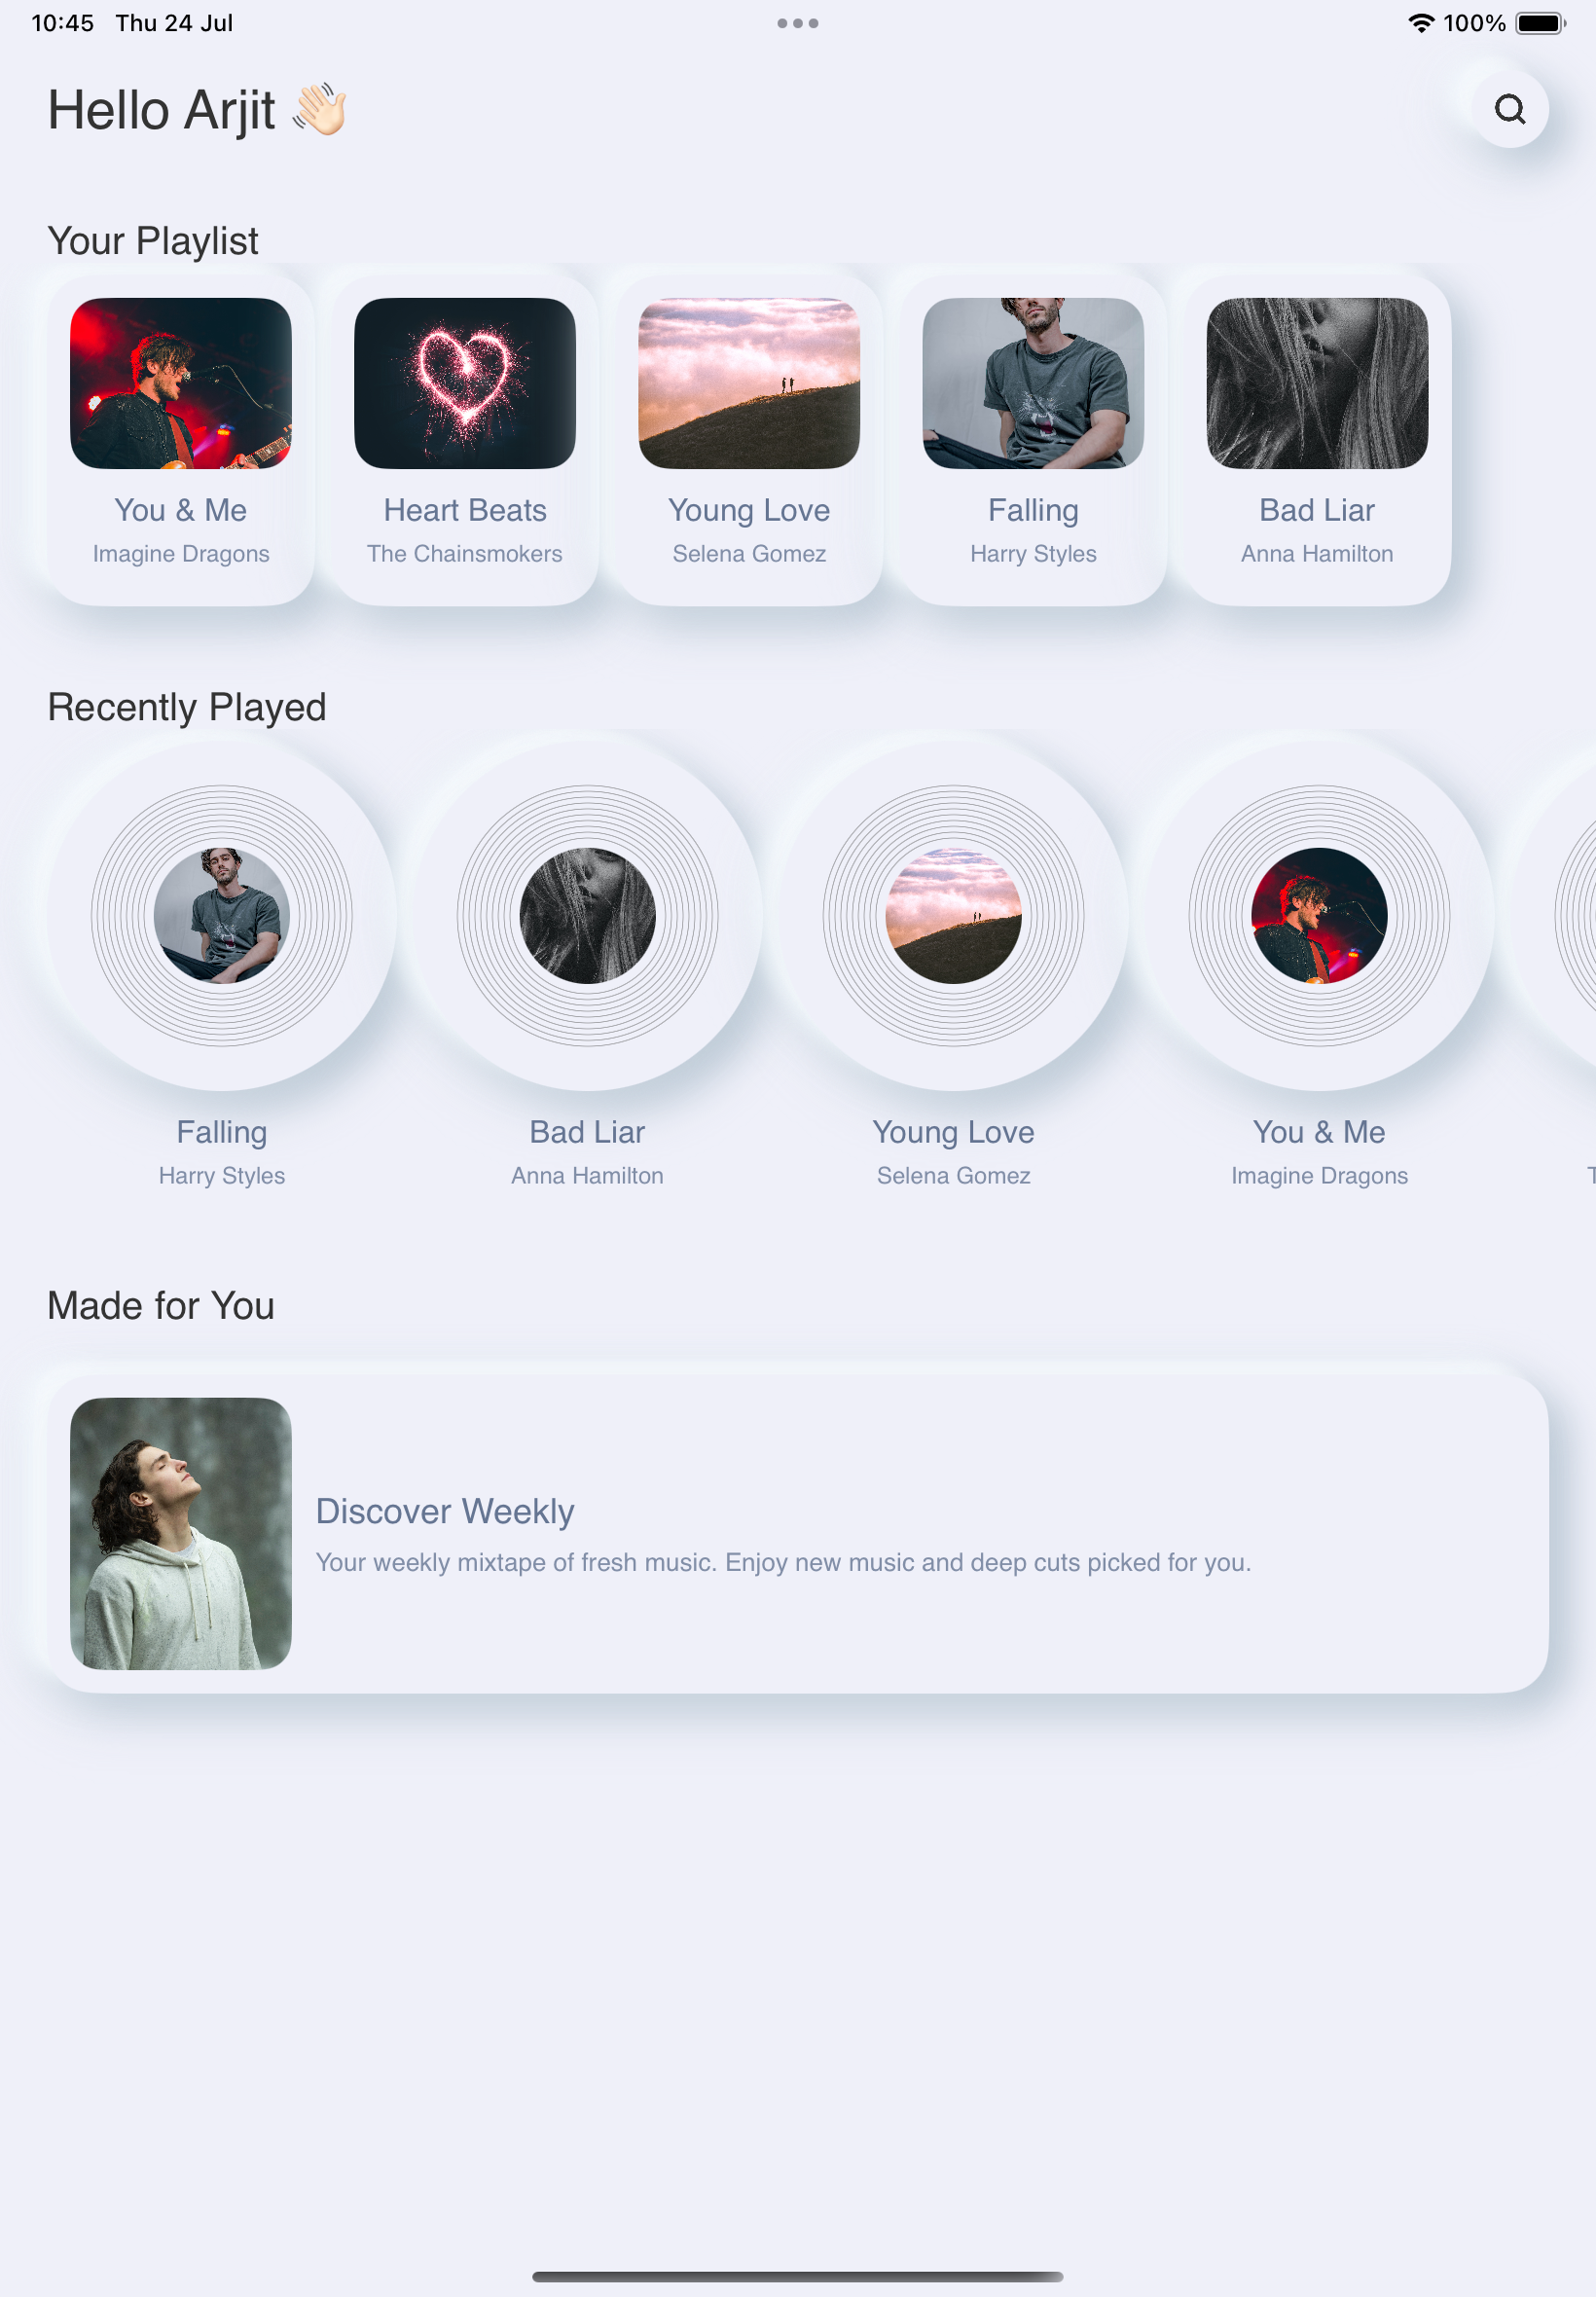 10:45 Thu 24 Jul
100%
Hello Arjit 👋🏻
Your Playlist
You & Me
Imagine Dragons
Heart Beats
The Chainsmokers
Young Love
Selena Gomez
Falling
Harry Styles
Bad Liar
Anna Hamilton
Recently Played
Falling
Harry Styles
Bad Liar
Anna Hamilton
Young Love
Selena Gomez
You & Me
Imagine Dragons
Made for You
Discover Weekly
Your weekly mixtape of fresh music. Enjoy new music and deep cuts picked for you.